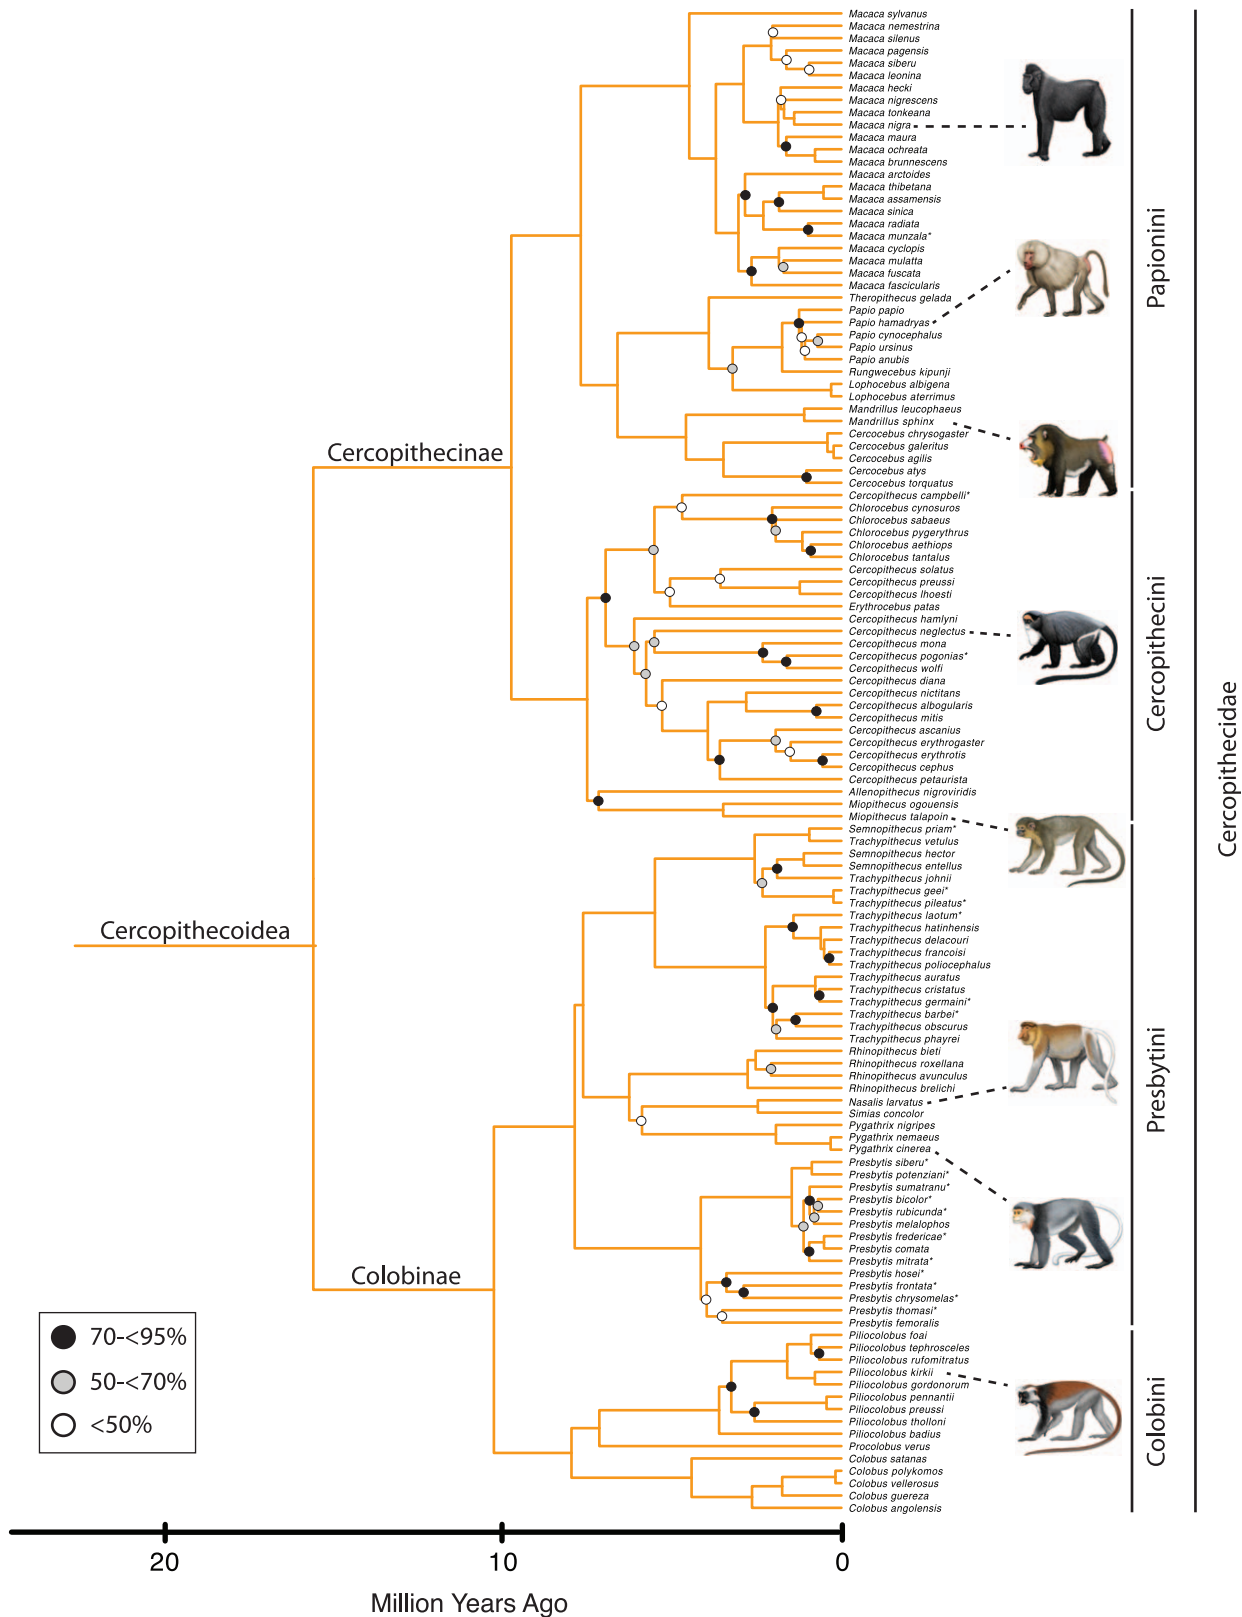 Macaca sylvanus
Macaca nemestrina
Macaca silenus
Macaca pagensis
Macaca siberu
Macaca leonina
Macaca hecki
Macaca nigrescens
Macaca tonkeana
Macaca nigra
Macaca maura
Macaca ochreata
Macaca brunnescens
Macaca arctoides
Macaca thibetana
Macaca assamensis
Macaca sinica
Macaca radiata
Macaca munzala*
Macaca cyclopis
Macaca mulatta
Macaca fuscata
Macaca fascicularis
Theropithecus gelada
Papio papio
Papio hamadryas
Papio cynocephalus
Papio ursinus
Papio anubis
Rungwecebus kipunji
Lophocebus albigena
Lophocebus aterrimus
Mandrillus leucophaeus
Mandrillus sphinx
Cercocebus chrysogaster
Cercocebus galeritus
Cercocebus agilis
Cercocebus atys
Cercocebus torquatus
Papionini
Cercopithecinae
Cercopithecus campbelli*
Chlorocebus cynosuros
Chlorocebus sabaeus
Chlorocebus pygerythrus
Chlorocebus aethiops
Chlorocebus tantalus
Cercopithecus solatus
Cercopithecus preussi
Cercopithecus lhoesti
Erythrocebus patas
Cercopithecus hamlyni
Cercopithecus neglectus
Cercopithecus mona
Cercopithecus pogonias*
Cercopithecus wolfi
Cercopithecus diana
Cercopithecus nictitans
Cercopithecus albogularis
Cercopithecus mitis
Cercopithecus ascanius
Cercopithecus erythrogaster
Cercopithecus erythrotis
Cercopithecus cephus
Cercopithecus petaurista
Allenopithecus nigroviridis
Miopithecus ogouensis
Miopithecus talapoin
Cercopithecini
Cercopithecidae
Semnopithecus priam*
Trachypithecus vetulus
Semnopithecus hector
Semnopithecus entellus
Trachypithecus johnii
Trachypithecus geei*
Trachypithecus pileatus*
Trachypithecus laotum*
Trachypithecus hatinhensis
Trachypithecus delacouri
Trachypithecus francoisi
Trachypithecus poliocephalus
Trachypithecus auratus
Trachypithecus cristatus
Trachypithecus germaini*
Trachypithecus barbei*
Trachypithecus obscurus
Trachypithecus phayrei
Cercopithecoidea
Rhinopithecus bieti
Rhinopithecus roxellana
Rhinopithecus avunculus
Rhinopithecus brelichi
Nasalis larvatus
Simias concolor
Pygathrix nigripes
Pygathrix nemaeus
Pygathrix cinerea
Presbytis siberu*
Presbytis potenziani*
Presbytis sumatranu*
Presbytis bicolor*
Presbytis rubicunda*
Presbytis melalophos
Presbytis fredericae*
Presbytis comata
Presbytis mitrata*
Presbytis hosei*
Presbytis frontata*
Presbytis chrysomelas*
Presbytis thomasi*
Presbytis femoralis
Presbytini
Colobinae
Piliocolobus foai
Piliocolobus tephrosceles
Piliocolobus rufomitratus
Piliocolobus kirkii
Piliocolobus gordonorum
Piliocolobus pennantii
Piliocolobus preussi
Piliocolobus tholloni
Piliocolobus badius
Procolobus verus
Colobus satanas
Colobus polykomos
Colobus vellerosus
Colobus guereza
Colobus angolensis
Colobini
70-<95%
50-<70%
<50%
20
10
0
Million Years Ago